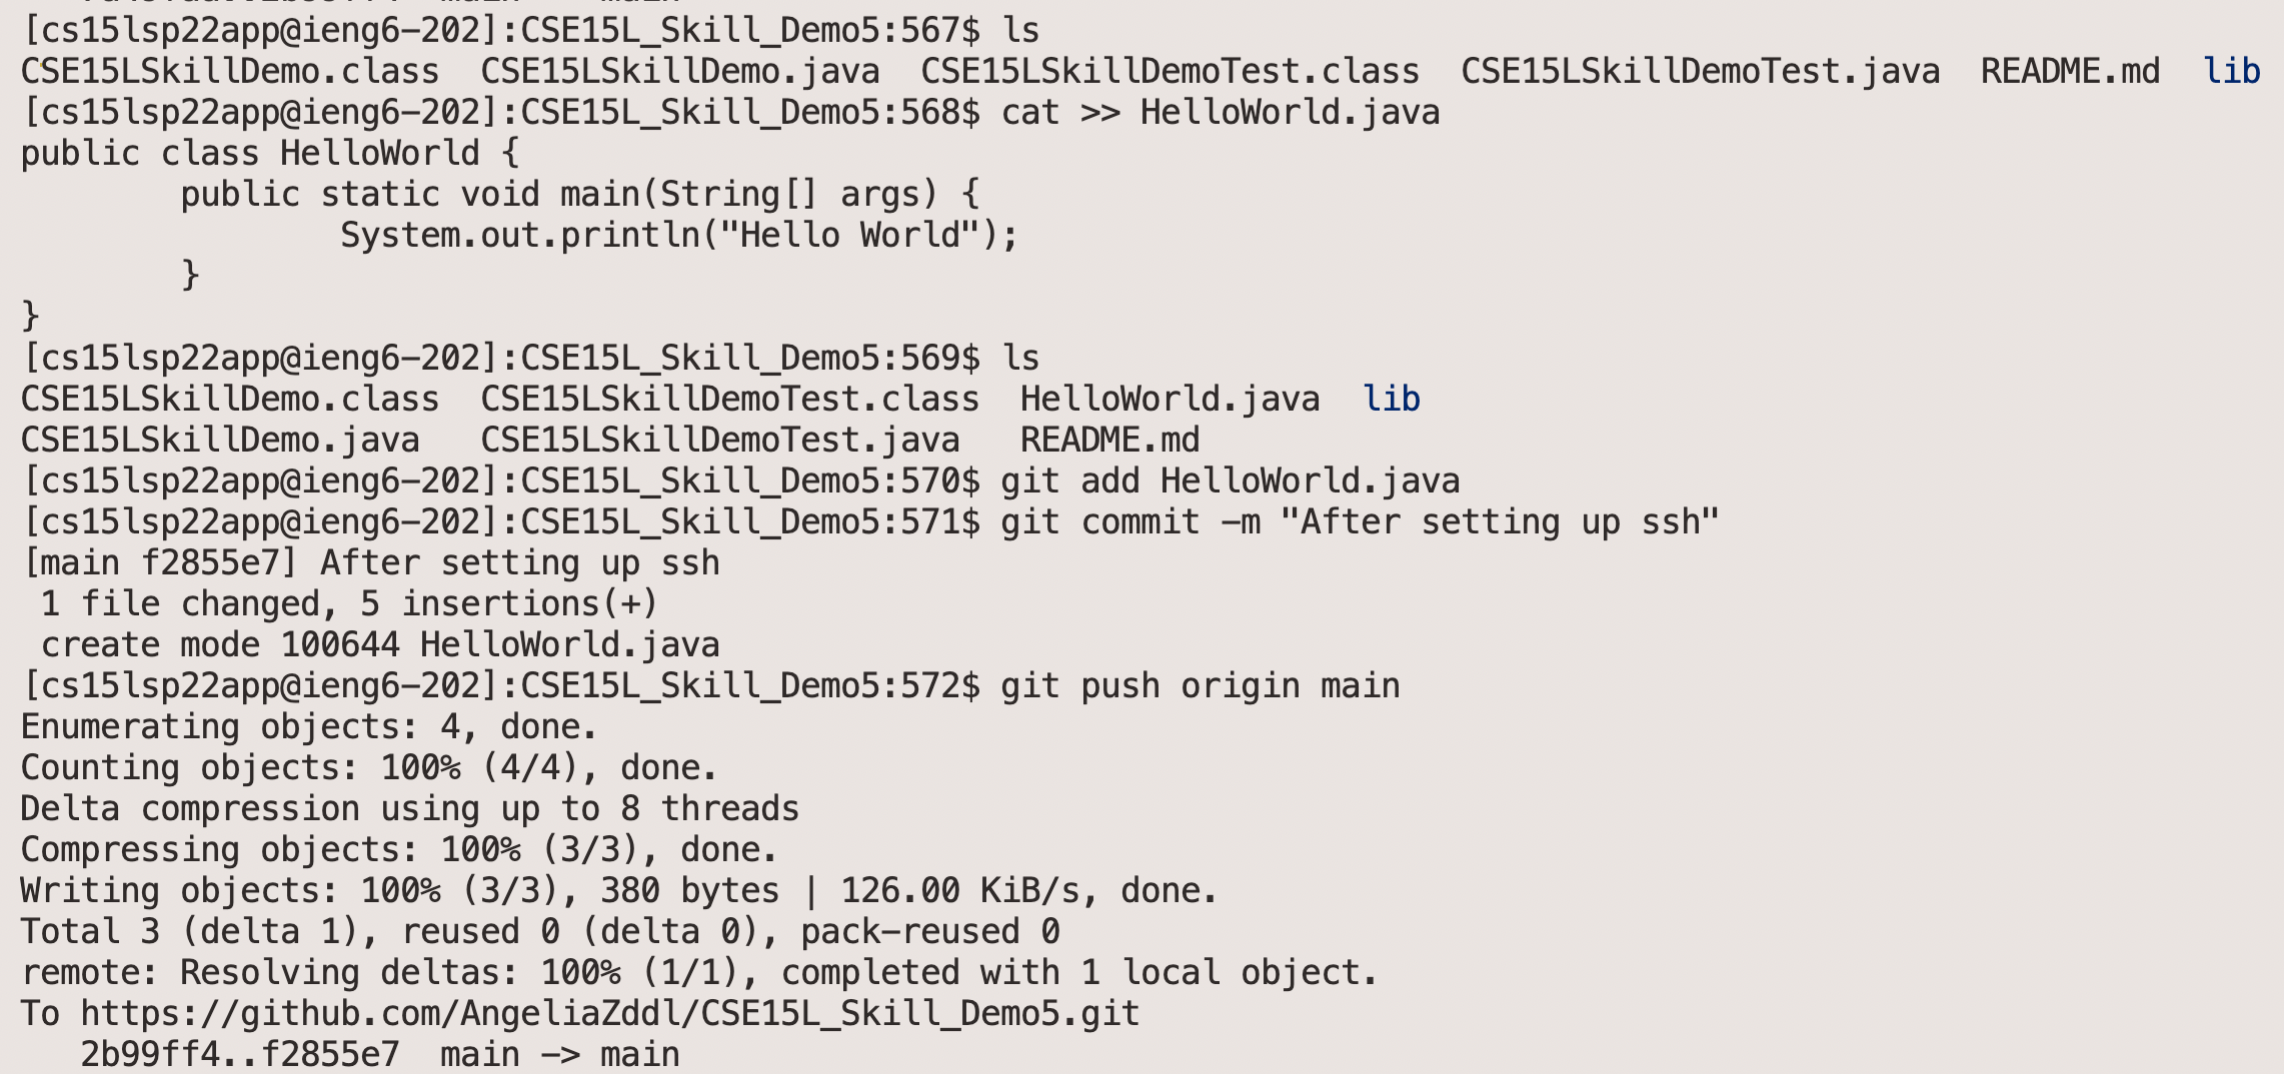 [cs15lsp22app@ieng6-202]:CSE15L_Skill_Demo5:567$ ls
CSE15LSkillDemo.class  CSE15LSkillDemo.java  CSE15LSkillDemoTest.class  CSE15LSkillDemoTest.java  README.md  lib
[cs15lsp22app@ieng6-202]:CSE15L_Skill_Demo5:568$ cat >> HelloWorld.java
public class HelloWorld {
        public static void main(String[] args) {
                System.out.println("Hello World");
        }
}
[cs15lsp22app@ieng6-202]:CSE15L_Skill_Demo5:569$ ls
CSE15LSkillDemo.class  CSE15LSkillDemoTest.class  HelloWorld.java  lib
CSE15LSkillDemo.java   CSE15LSkillDemoTest.java   README.md
[cs15lsp22app@ieng6-202]:CSE15L_Skill_Demo5:570$ git add HelloWorld.java
[cs15lsp22app@ieng6-202]:CSE15L_Skill_Demo5:571$ git commit -m "After setting up ssh"
[main f2855e7] After setting up ssh
 1 file changed, 5 insertions(+)
 create mode 100644 HelloWorld.java
[cs15lsp22app@ieng6-202]:CSE15L_Skill_Demo5:572$ git push origin main
Enumerating objects: 4, done.
Counting objects: 100% (4/4), done.
Delta compression using up to 8 threads
Compressing objects: 100% (3/3), done.
Writing objects: 100% (3/3), 380 bytes | 126.00 KiB/s, done.
Total 3 (delta 1), reused 0 (delta 0), pack-reused 0
remote: Resolving deltas: 100% (1/1), completed with 1 local object.
To https://github.com/AngeliaZddl/CSE15L_Skill_Demo5.git
   2b99ff4..f2855e7  main -> main